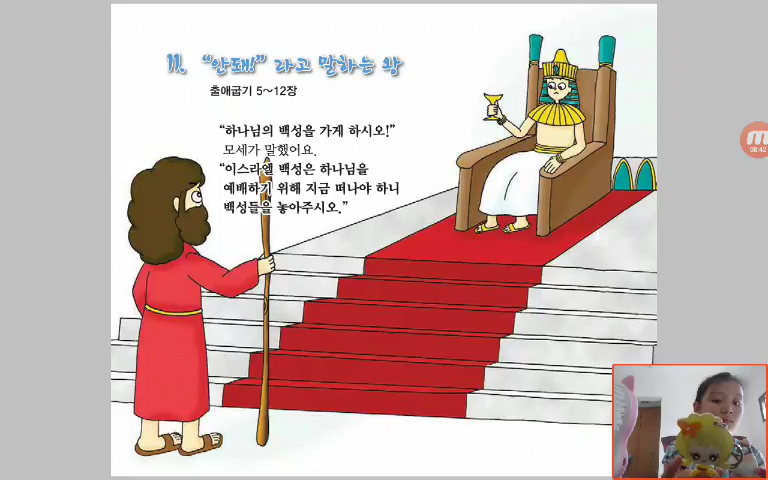 11. “안돼!” 라고 말하는 왕
출애굽기 5~12장
“하나님의 백성을 가게 하시오!”
모세가 말했어요.
“이스라엘 백성은 하나님을
예배하기 위해 지금 떠나야 하니
백성들을 놓아주시오.”
08:42